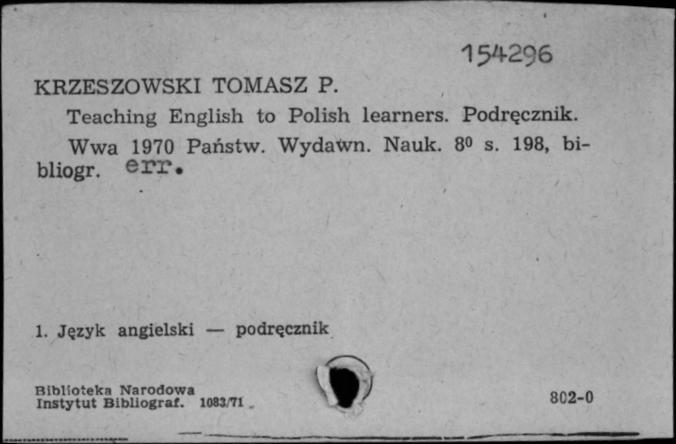 154296
KRZESZOWSKI TOMASZ P.
Teaching English to Polish learners. Podręcznik.
Wwa 1970 Państw. Wydawn. Nauk. 8⁰ s. 198, bi-
bliogr. err.
1. Język angielski — podręcznik
Biblioteka Narodowa
Instytut Bibliograf. 1083/71
802-0